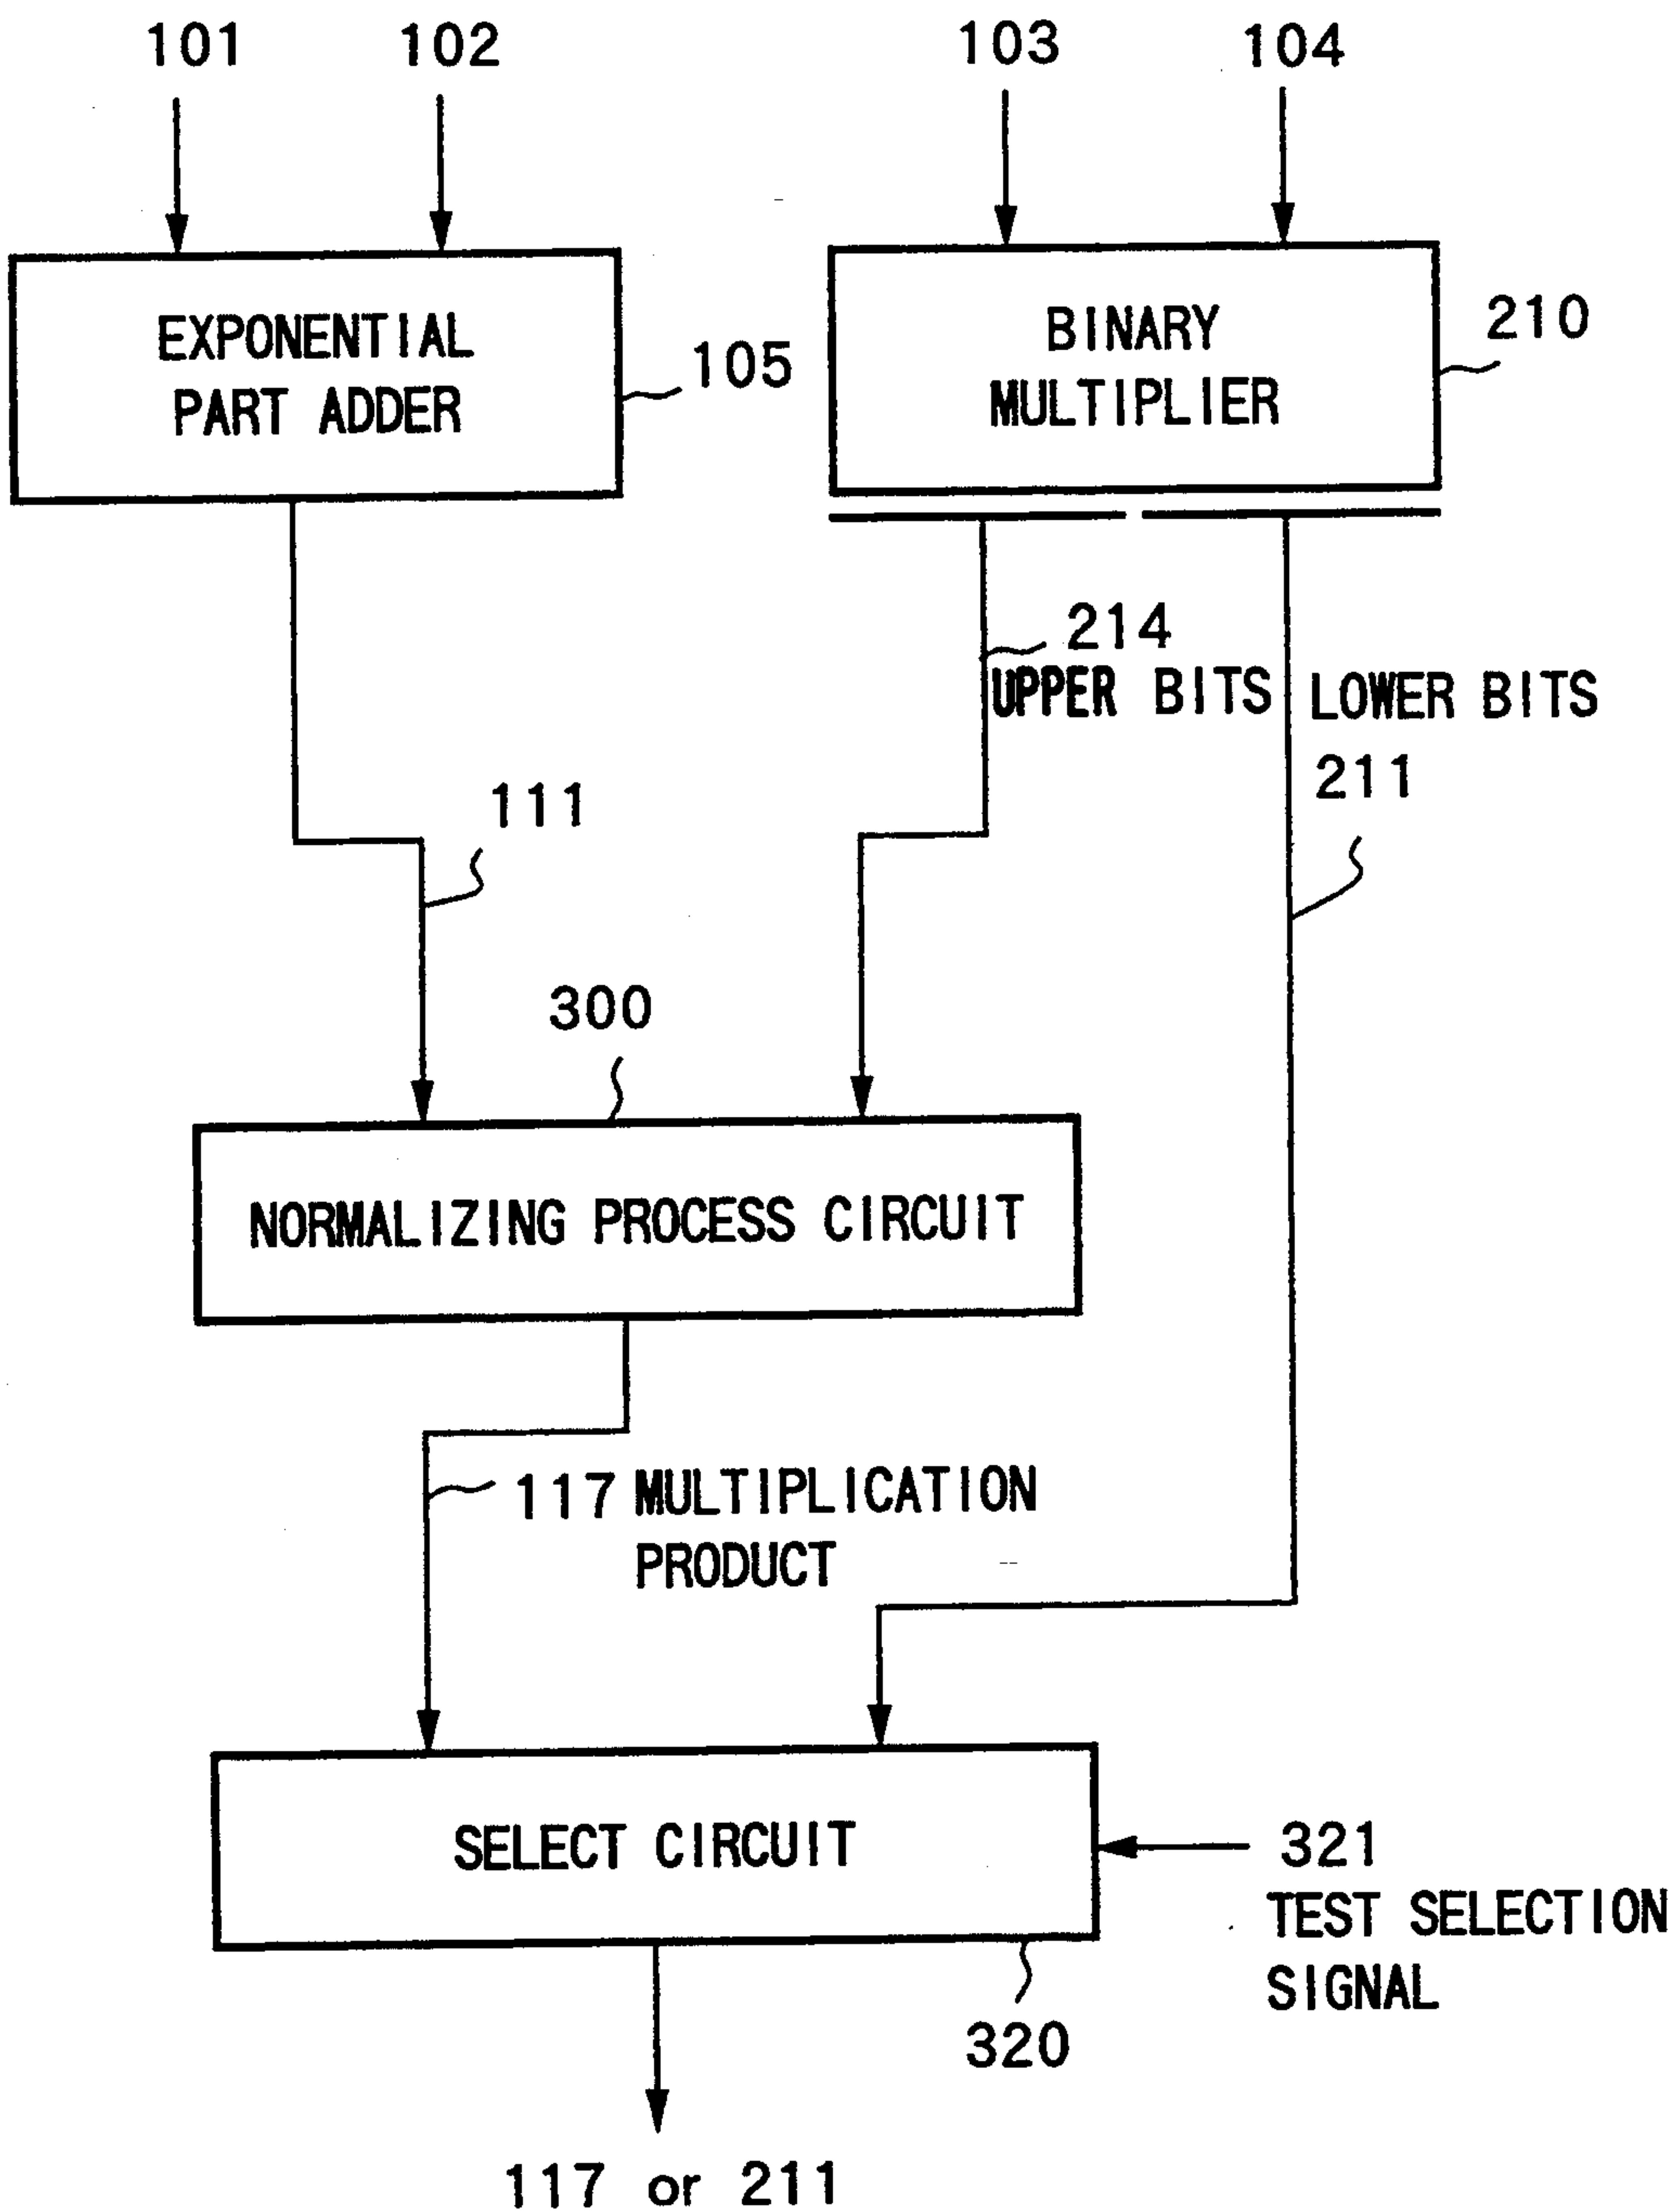 101
102
103
104
EXPONENTIAL
PART ADDER
105
BINARY
MULTIPLIER
210
214
UPPER BITS
LOWER BITS
211
111
300
NORMALIZING PROCESS CIRCUIT
117 MULTIPLICATION
PRODUCT
SELECT CIRCUIT
321
TEST SELECTION
SIGNAL
320
117 or 211